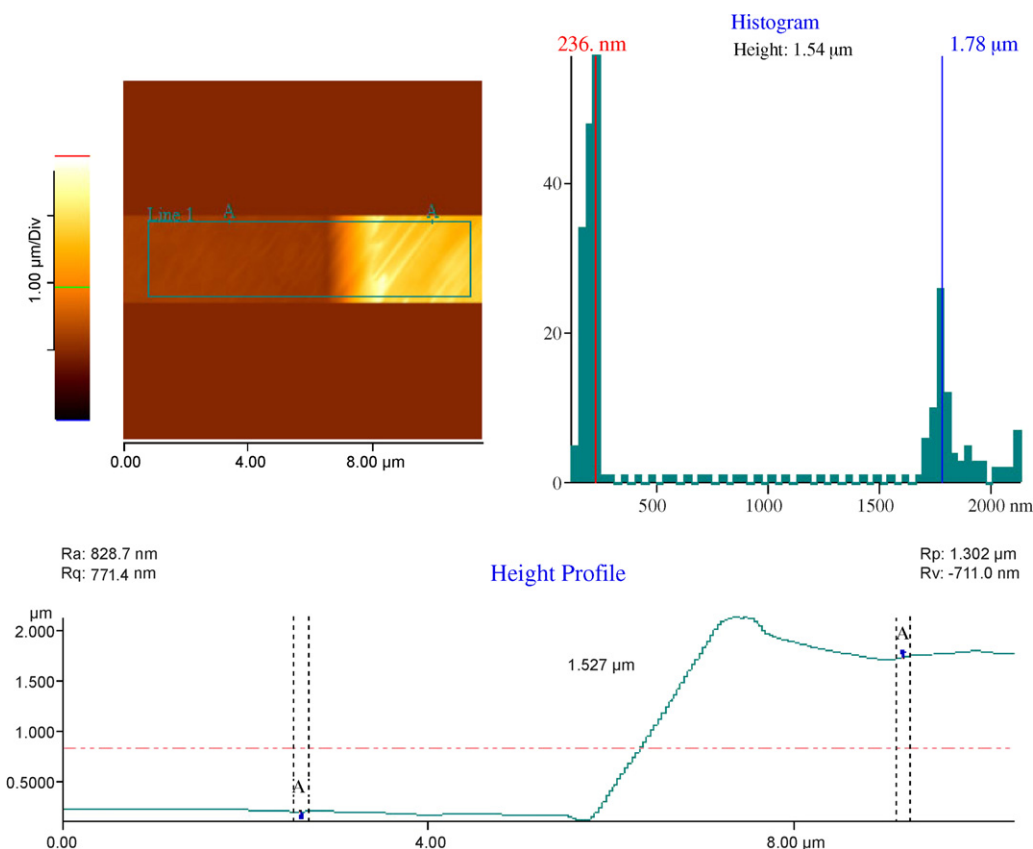 Histogram
236. nm
Height: 1.54 μm
1.78 μm
40
20
0
500
1000
1500
2000 nm
1.00 μm/Div
Line 1
A
A
0.00
4.00
8.00 μm
Ra: 828.7 nm
Rq: 771.4 nm
Height Profile
Rp: 1.302 μm
Rv: -711.0 nm
μm
2.000
1.500
1.000
0.5000
1.527 μm
A
A
0.00
4.00
8.00 μm